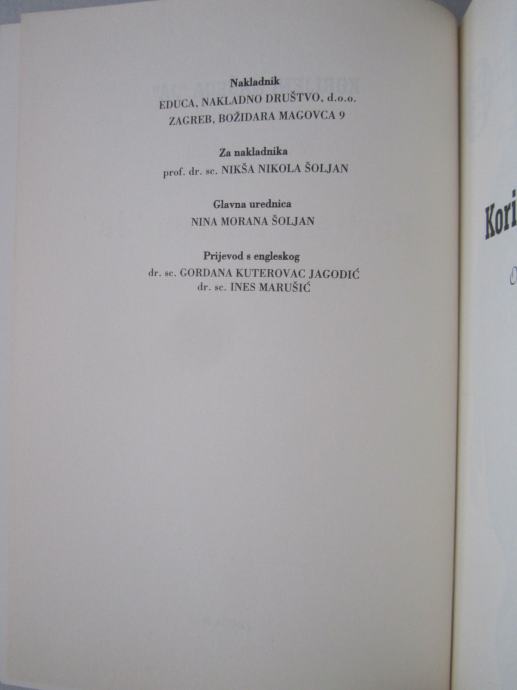 Nakladnik
EDUCA, NAKLADNO DRUŠTVO, d.o.o.
ZAGREB, BOŽIDARA MAGOVCA 9
Za nakladnika
prof. dr. sc. NIKŠA NIKOLA ŠOLJAN
Glavna urednica
NINA MORANA ŠOLJAN
Prijevod s engleskog
dr. sc. GORDANA KUTEROVAC JAGODIĆ
dr. sc. INES MARUŠIĆ
Kori